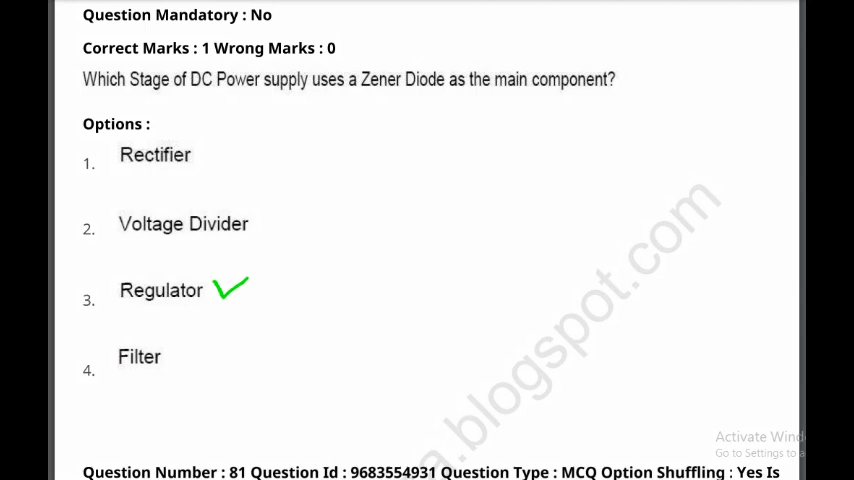 Question Mandatory : No
Correct Marks : 1 Wrong Marks : 0
Which Stage of DC Power supply uses a Zener Diode as the main component?
Options :
1. Rectifier
2. Voltage Divider
3. Regulator
4. Filter
a.blogspot.com
Activate Wind
Go to Settings to a
Question Number : 81 Question Id : 9683554931 Question Type : MCQ Option Shuffling : Yes Is